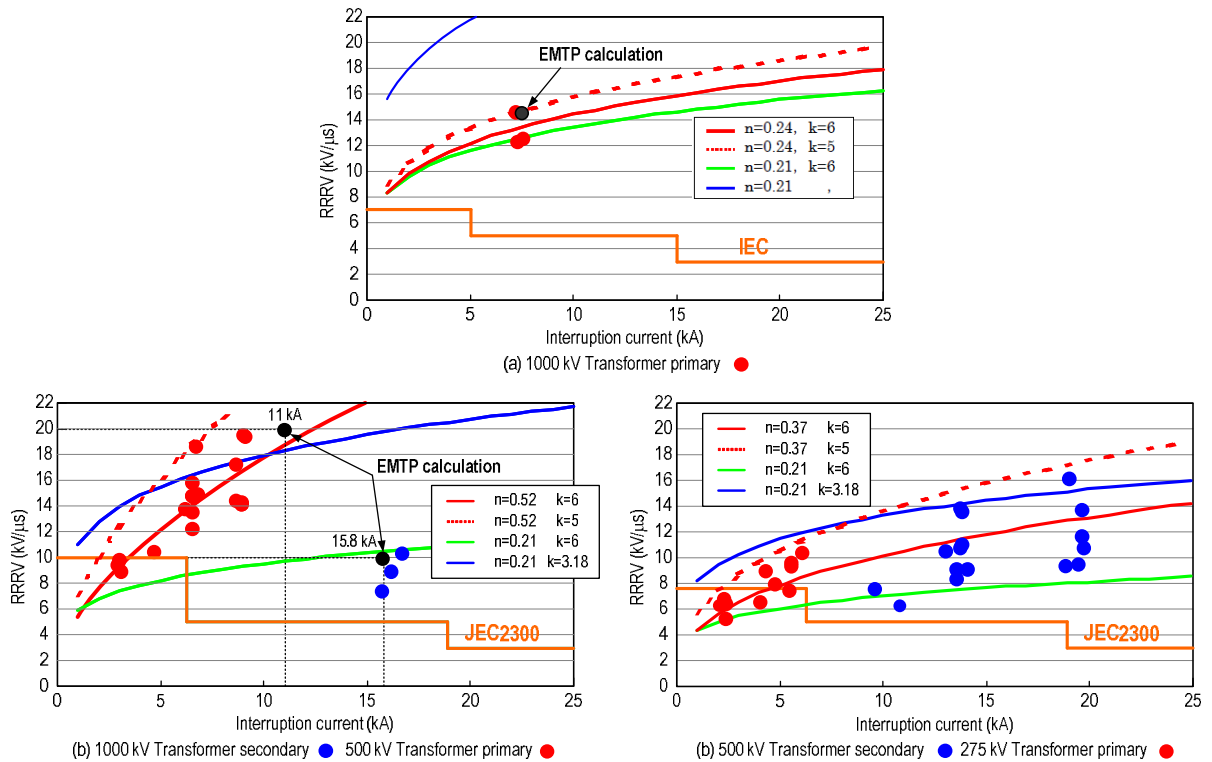 22
20
18
16
14
12
10
8
6
4
2
0
RRRV (kV/µs)
EMTP calculation
n=0.24, k=6
n=0.24, k=5
n=0.21, k=6
n=0.21 ,
IEC
0 5 10 15 20 25
Interruption current (kA)
(a) 1000 kV Transformer primary
22
20
18
16
14
12
10
8
6
4
2
0
RRRV (kV/µs)
11 kA
EMTP calculation
15.8 kA
n=0.52 k=6
n=0.52 k=5
n=0.21 k=6
n=0.21 k=3.18
JEC2300
0 5 10 15 20 25
Interruption current (kA)
(b) 1000 kV Transformer secondary 500 kV Transformer primary
22
20
18
16
14
12
10
8
6
4
2
0
RRRV (kV/µs)
n=0.37 k=6
n=0.37 k=5
n=0.21 k=6
n=0.21 k=3.18
JEC2300
0 5 10 15 20 25
Interruption current (kA)
(b) 500 kV Transformer secondary 275 kV Transformer primary